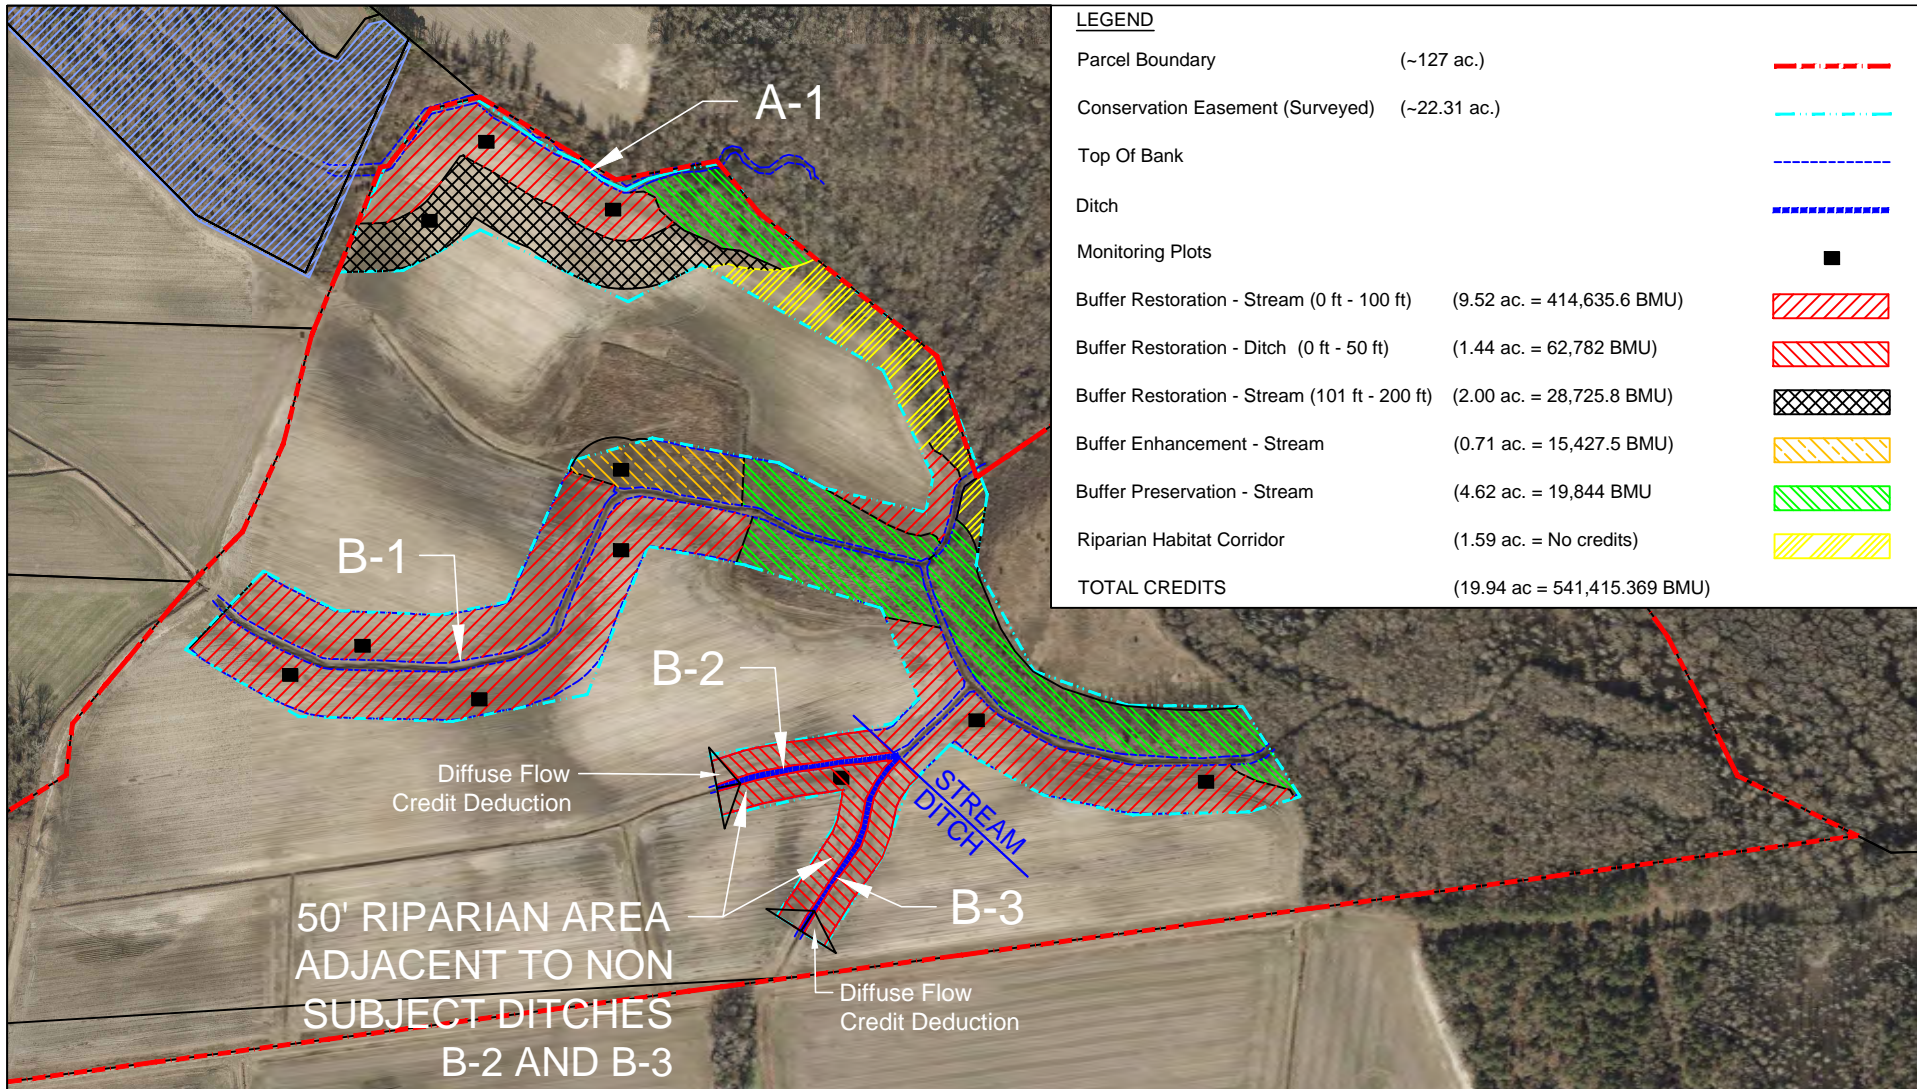 LEGEND
Parcel Boundary (~127 ac.)
Conservation Easement (Surveyed) (~22.31 ac.)
Top Of Bank
Ditch
Monitoring Plots
Buffer Restoration - Stream (0 ft - 100 ft) (9.52 ac. = 414,635.6 BMU)
Buffer Restoration - Ditch (0 ft - 50 ft) (1.44 ac. = 62,782 BMU)
Buffer Restoration - Stream (101 ft - 200 ft) (2.00 ac. = 28,725.8 BMU)
Buffer Enhancement - Stream (0.71 ac. = 15,427.5 BMU)
Buffer Preservation - Stream (4.62 ac. = 19,844 BMU
Riparian Habitat Corridor (1.59 ac. = No credits)
TOTAL CREDITS (19.94 ac = 541,415.369 BMU)
A-1
B-1
B-2
Diffuse Flow
Credit Deduction
STREAM
DITCH
50' RIPARIAN AREA
ADJACENT TO NON
SUBJECT DITCHES
B-2 AND B-3
B-3
Diffuse Flow
Credit Deduction